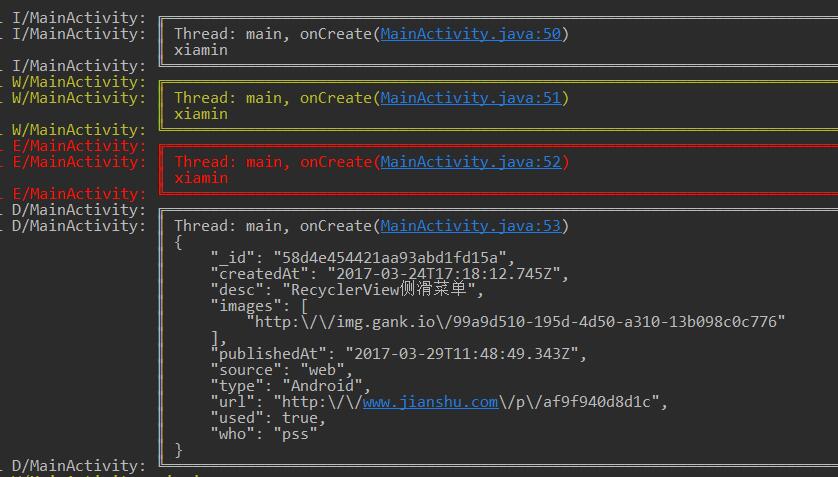 I/MainActivity:
I/MainActivity: Thread: main, onCreate(MainActivity.java:50)
xiamin
I/MainActivity:
W/MainActivity:
W/MainActivity: Thread: main, onCreate(MainActivity.java:51)
xiamin
W/MainActivity:
E/MainActivity:
E/MainActivity: Thread: main, onCreate(MainActivity.java:52)
xiamin
E/MainActivity:
D/MainActivity:
D/MainActivity: Thread: main, onCreate(MainActivity.java:53)
{
"_id": "58d4e454421aa93abd1fd15a",
"createdAt": "2017-03-24T17:18:12.745Z",
"desc": "RecyclerView侧滑菜单",
"images": [
"http:\/\/img.gank.io\/99a9d510-195d-4d50-a310-13b098c0c776"
],
"publishedAt": "2017-03-29T11:48:49.343Z",
"source": "web",
"type": "Android",
"url": "http:\/\/www.jianshu.com\/p\/af9f940d8d1c",
"used": true,
"who": "pss"
}
D/MainActivity: